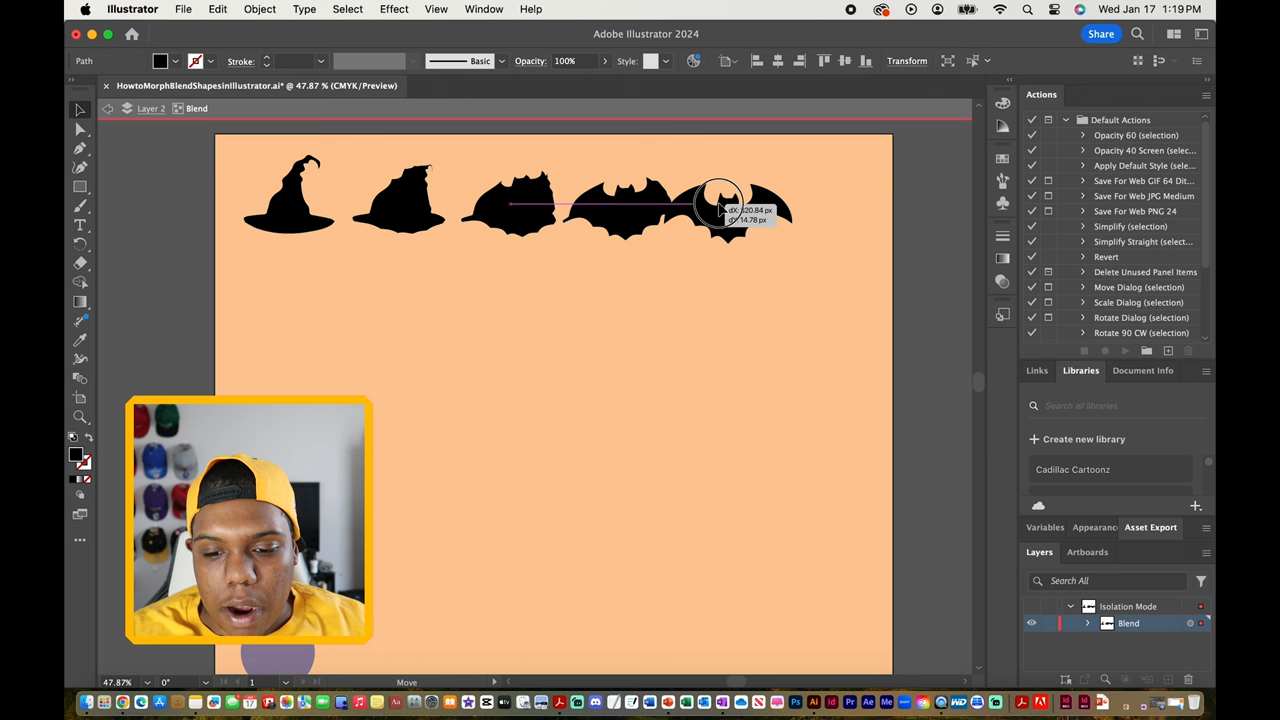 Illustrator File Edit Object Type Select Effect View Window Help Wed Jan 17 1:19 PM
Adobe Illustrator 2024
Share
Path Stroke: Basic Opacity: 100% Style: Transform
× HowtoMorphBlendShapesinIllustrator.ai* @ 47.87 % (CMYK/Preview)
Layer 2 Blend
Actions
Default Actions
Opacity 60 (selection)
Opacity 40 Screen (selec...
Apply Default Style (sele...
Save For Web GIF 64 Dit...
Save For Web JPG Medium
Save For Web PNG 24
Simplify (selection)
Simplify Straight (select...
Revert
Delete Unused Panel Items
Move Dialog (selection)
Scale Dialog (selection)
Rotate Dialog (selection)
Rotate 90 CW (selection)
Links Libraries Document Info
Search all libraries
Create new library
Cadillac Cartoonz
Variables Appearanc Asset Export
Layers Artboards
Search All
Isolation Mode
Blend
47.87% 0° 1 Move